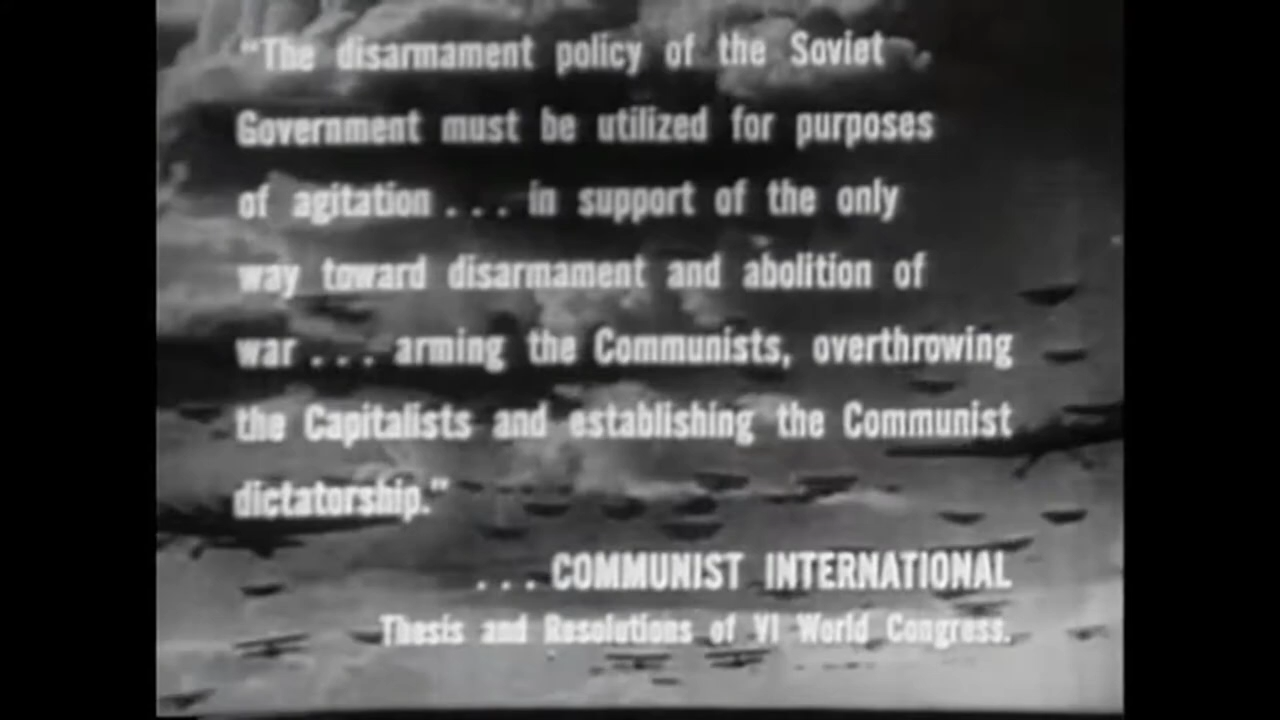 "The disarmament policy of the Soviet
Government must be utilized for purposes
of agitation . . . in support of the only
way toward disarmament and abolition of
war . . . arming the Communists, overthrowing
the Capitalists and establishing the Communist
dictatorship."
. . . COMMUNIST INTERNATIONAL
Thesis and Resolutions of VI World Congress.